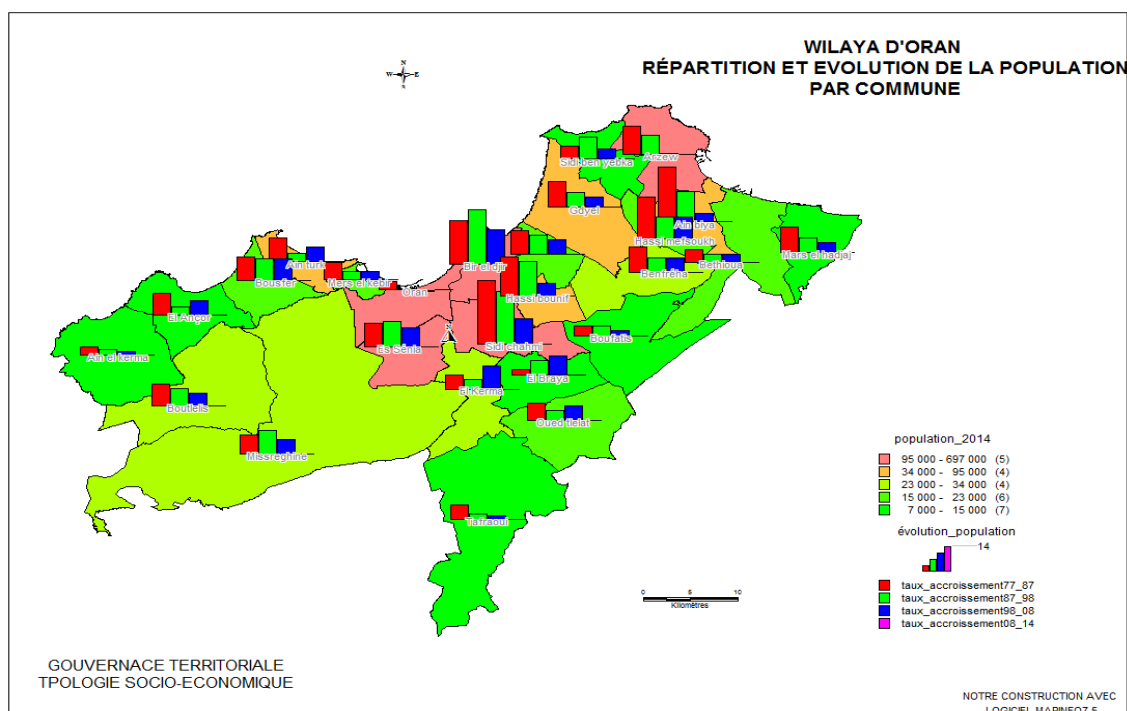 WILAYA D'ORAN
RÉPARTITION ET EVOLUTION DE LA POPULATION
PAR COMMUNE
N
W
E
s
Sidi ben yebka
Arzew
Gdyel
Ain biya
Hassi mefsoukh
Mars el hadjaj
Bir el djir
Ain turk
Benfreha
Bethioua
Bousfer
Mers el kebir
Oran
Hassi bounif
El Ançor
Es Senia
Sidi chahmi
Boufatis
Ain el kerma
El Braya
El Kerma
Boutlelis
Oued tlelat
Missreghine
Tafraoui
population_2014
95 000 - 697 000 (5)
34 000 - 95 000 (4)
23 000 - 34 000 (4)
15 000 - 23 000 (6)
7 000 - 15 000 (7)
évolution_population
14
taux_accroissement77_87
taux_accroissement87_98
taux_accroissement98_08
taux_accroissement08_14
0 5 10
Kilomètres
GOUVERNACE TERRITORIALE
TPOLOGIE SOCIO-ECONOMIQUE
NOTRE CONSTRUCTION AVEC
LOGICIEL MAPINFO7.5